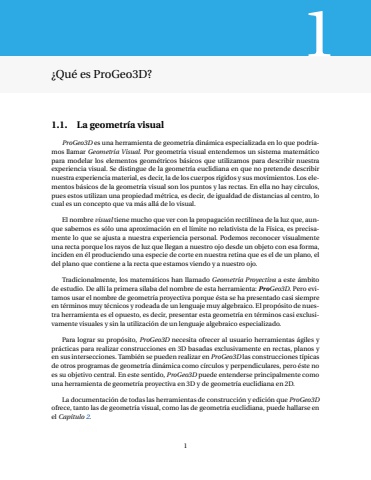 1
¿Qué es ProGeo3D?
1.1. La geometría visual
ProGeo3D es una herramienta de geometría dinámica especializada en lo que podría-
mos llamar Geometría Visual. Por geometría visual entendemos un sistema matemático
para modelar los elementos geométricos básicos que utilizamos para describir nuestra
experiencia visual. Se distingue de la geometría euclidiana en que no pretende describir
nuestra experiencia material, es decir, la de los cuerpos rígidos y sus movimientos. Los ele-
mentos básicos de la geometría visual son los puntos y las rectas. En ella no hay círculos,
pues estos utilizan una propiedad métrica, es decir, de igualdad de distancias al centro, lo
cual es un concepto que va más allá de lo visual.
El nombre visual tiene mucho que ver con la propagación rectilínea de la luz que, aun-
que sabemos es sólo una aproximación en el límite no relativista de la Física, es precisa-
mente lo que se ajusta a nuestra experiencia personal. Podemos reconocer visualmente
una recta porque los rayos de luz que llegan a nuestro ojo desde un objeto con esa forma,
inciden en él produciendo una especie de corte en nuestra retina que es el de un plano, el
del plano que contiene a la recta que estamos viendo y a nuestro ojo.
Tradicionalmente, los matemáticos han llamado Geometría Proyectiva a este ámbito
de estudio. De allí la primera sílaba del nombre de esta herramienta: ProGeo3D. Pero evi-
tamos usar el nombre de geometría proyectiva porque ésta se ha presentado casi siempre
en términos muy técnicos y rodeada de un lenguaje muy algebraico. El propósito de nues-
tra herramienta es el opuesto, es decir, presentar esta geometría en términos casi exclusi-
vamente visuales y sin la utilización de un lenguaje algebraico especializado.
Para lograr su propósito, ProGeo3D necesita ofrecer al usuario herramientas ágiles y
prácticas para realizar construcciones en 3D basadas exclusivamente en rectas, planos y
en sus intersecciones. También se pueden realizar en ProGeo3D las construcciones típicas
de otros programas de geometría dinámica como círculos y perpendiculares, pero éste no
es su objetivo central. En este sentido, ProGeo3D puede entenderse principalmente como
una herramienta de geometría proyectiva en 3D y de geometría euclidiana en 2D.
La documentación de todas las herramientas de construcción y edición que ProGeo3D
ofrece, tanto las de geometría visual, como las de geometría euclidiana, puede hallarse en
el Capítulo 2.
1